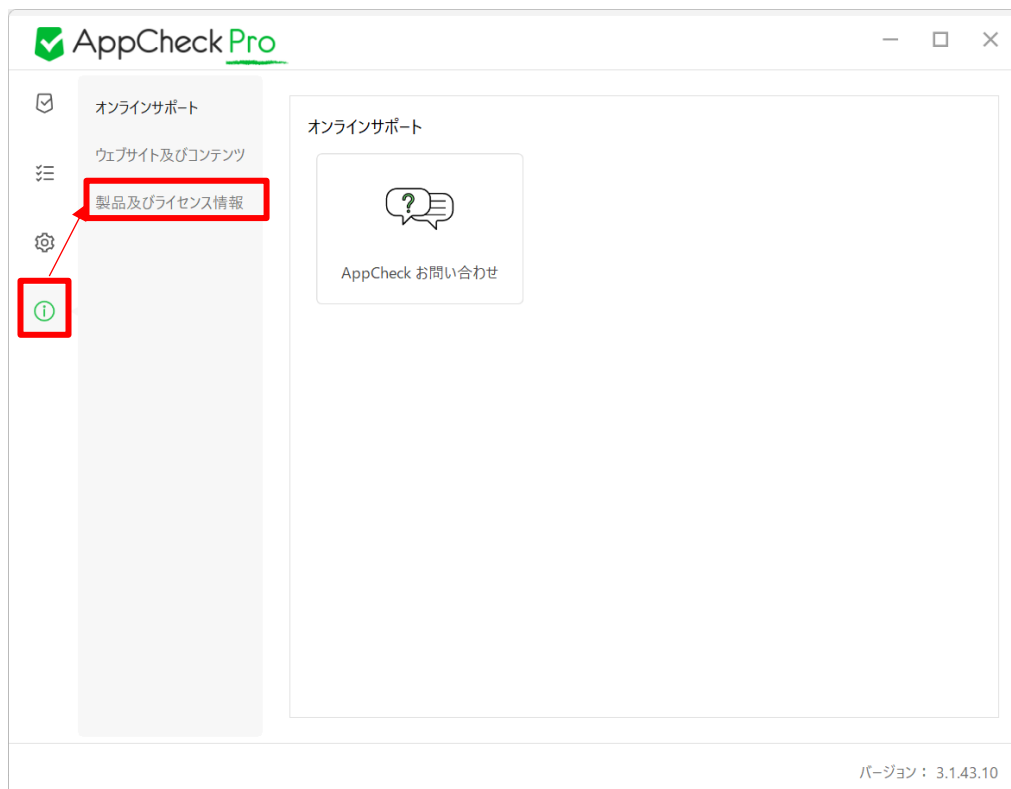 AppCheck Pro
オンラインサポート
ウェブサイト及びコンテンツ
製品及びライセンス情報
オンラインサポート
?
AppCheck お問い合わせ
バージョン： 3.1.43.10